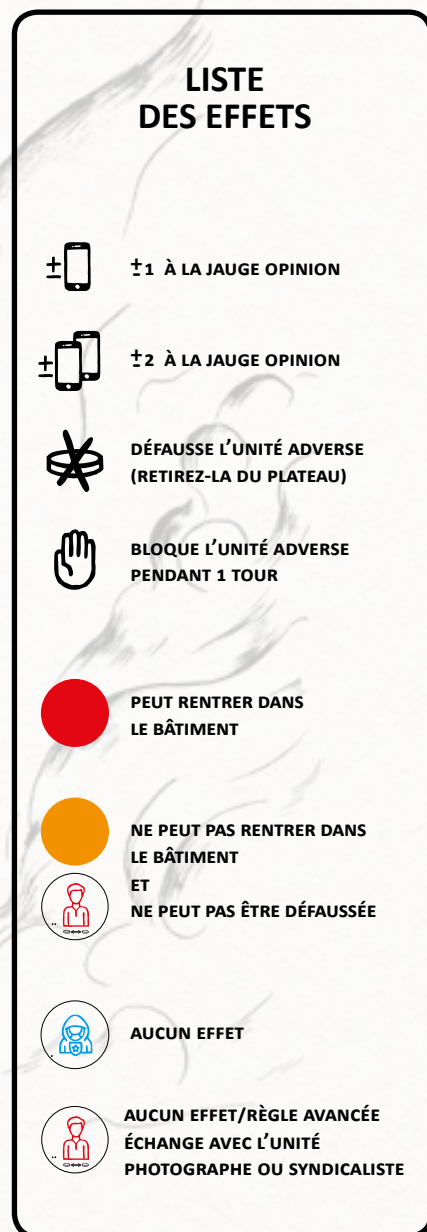 LISTE
DES EFFETS
±1 À LA JAUGE OPINION
±2 À LA JAUGE OPINION
DÉFAUSSE L’UNITÉ ADVERSE
(RETIREZ-LA DU PLATEAU)
BLOQUE L’UNITÉ ADVERSE
PENDANT 1 TOUR
PEUT RENTRER DANS
LE BÂTIMENT
NE PEUT PAS RENTRER DANS
LE BÂTIMENT
ET
NE PEUT PAS ÊTRE DÉFAUSSÉE
AUCUN EFFET
AUCUN EFFET/RÈGLE AVANCÉE
ÉCHANGE AVEC L’UNITÉ
PHOTOGRAPHE OU SYNDICALISTE